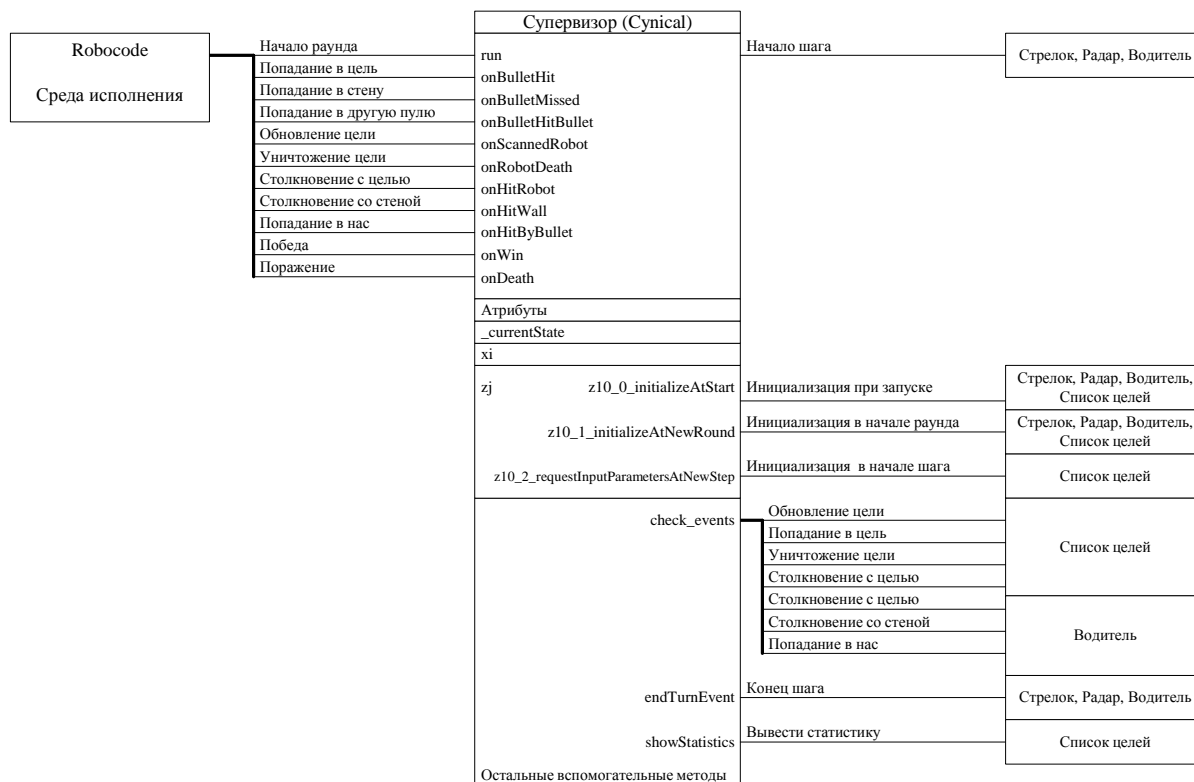 Супервизор (Cynical)
Robocode
Среда исполнения
Начало раунда
Попадание в цель
Попадание в стену
Попадание в другую пулю
Обновление цели
Уничтожение цели
Столкновение с целью
Столкновение со стеной
Попадание в нас
Победа
Поражение
run
onBulletHit
onBulletMissed
onBulletHitBullet
onScannedRobot
onRobotDeath
onHitRobot
onHitWall
onHitByBullet
onWin
onDeath
Начало шага
Стрелок, Радар, Водитель
Атрибуты
_currentState
xi
zj
z10_0_initializeAtStart
Инициализация при запуске
Стрелок, Радар, Водитель,
Список целей
z10_1_initializeAtNewRound
Инициализация в начале раунда
Стрелок, Радар, Водитель,
Список целей
z10_2_requestInputParametersAtNewStep
Инициализация в начале шага
Список целей
check_events
Обновление цели
Попадание в цель
Уничтожение цели
Столкновение с целью
Столкновение с целью
Столкновение со стеной
Попадание в нас
Список целей
Водитель
endTurnEvent
Конец шага
Стрелок, Радар, Водитель
showStatistics
Вывести статистику
Список целей
Остальные вспомогательные методы